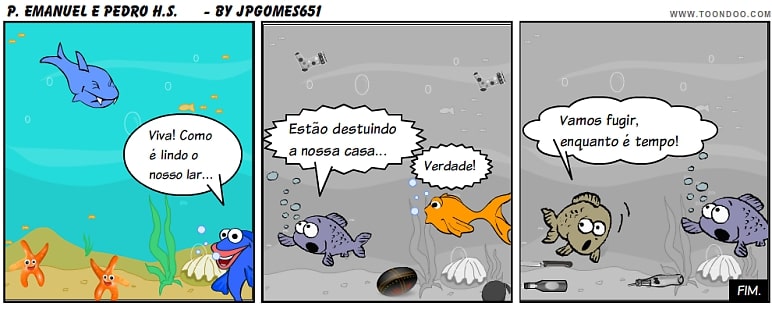 P. EMANUEL E PEDRO H.S. - BY JPGOMES651
WWW.TOONDOO.COM
Viva! Como
é lindo o
nosso lar...
Estão destuindo
a nossa casa...
Verdade!
Vamos fugir,
enquanto é tempo!
FIM.